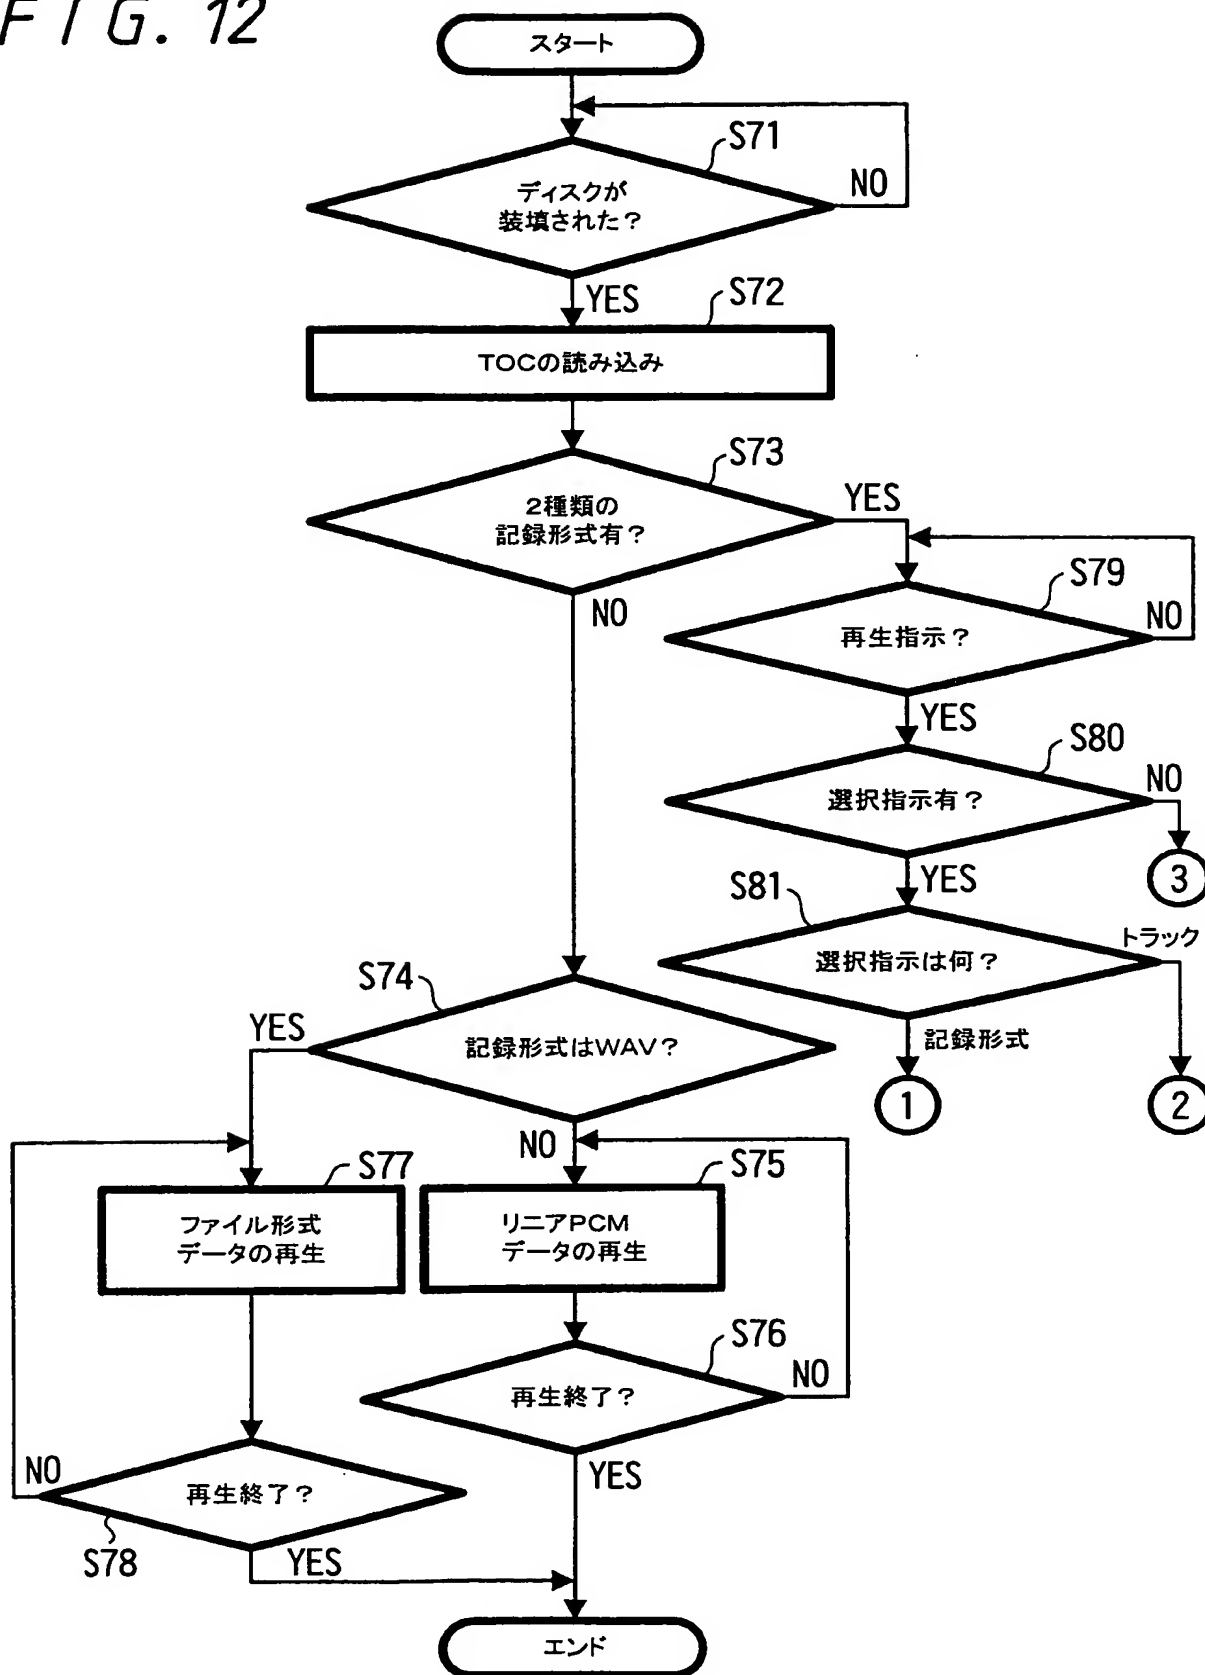 FIG. 12
スタート
S71
ディスクが
装填された?
NO
YES
S72
TOCの読み込み
S73
2種類の
記録形式有?
YES
NO
S79
再生指示?
NO
YES
S80
選択指示有?
NO
3
YES
S81
選択指示は何?
トラック
記録形式
1
2
S74
記録形式はWAV?
YES
NO
S77
ファイル形式
データの再生
S75
リニアPCM
データの再生
S76
再生終了?
NO
YES
再生終了?
NO
S78
YES
エンド